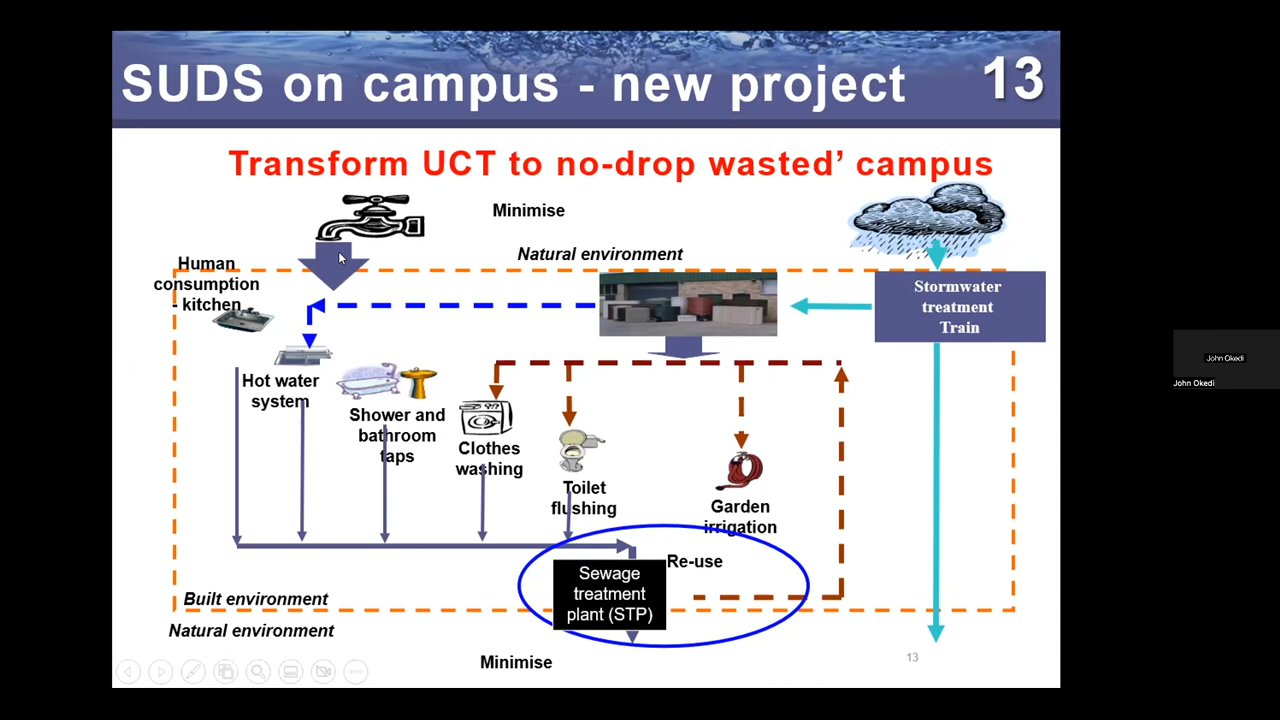 SUDS on campus - new project
13
Transform UCT to no-drop wasted’ campus
Minimise
Natural environment
Human
consumption
- kitchen
Stormwater
treatment
Train
Hot water
system
Shower and
bathroom
taps
Clothes
washing
Toilet
flushing
Garden
irrigation
Re-use
Sewage
treatment
plant (STP)
Built environment
Natural environment
Minimise
13
John Okedi
John Okedi